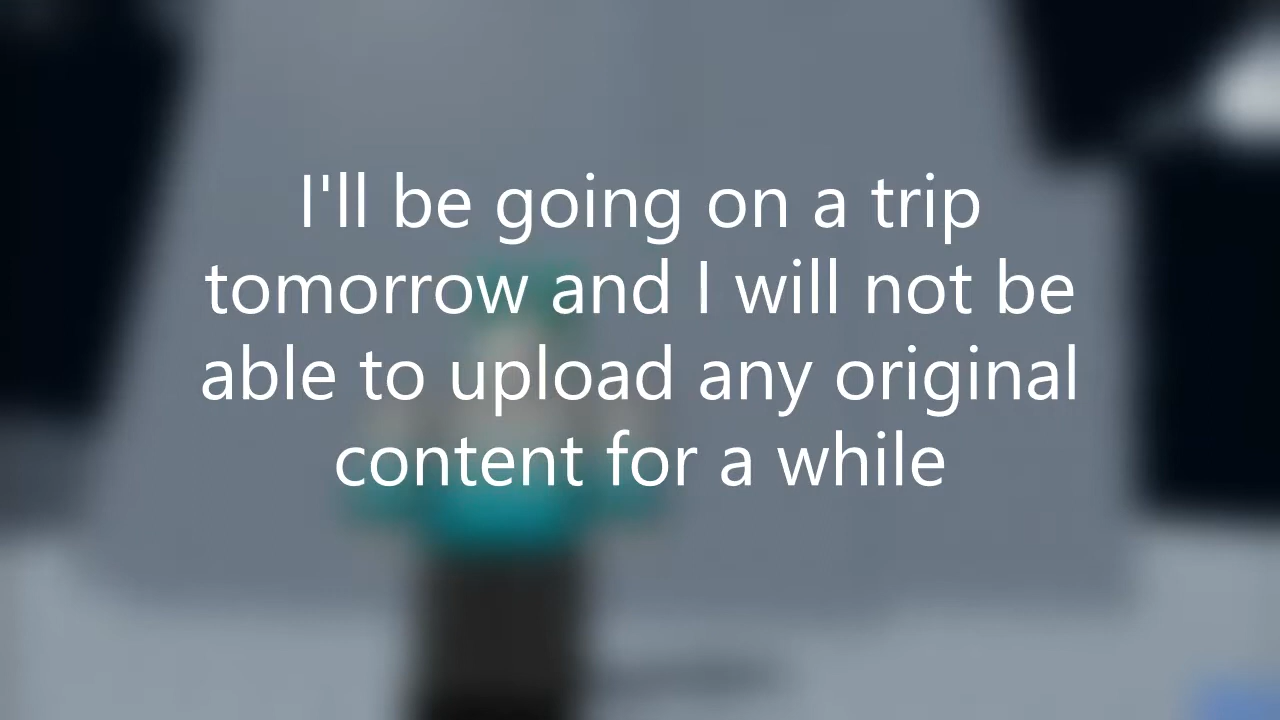 I'll be going on a trip
tomorrow and I will not be
able to upload any original
content for a while